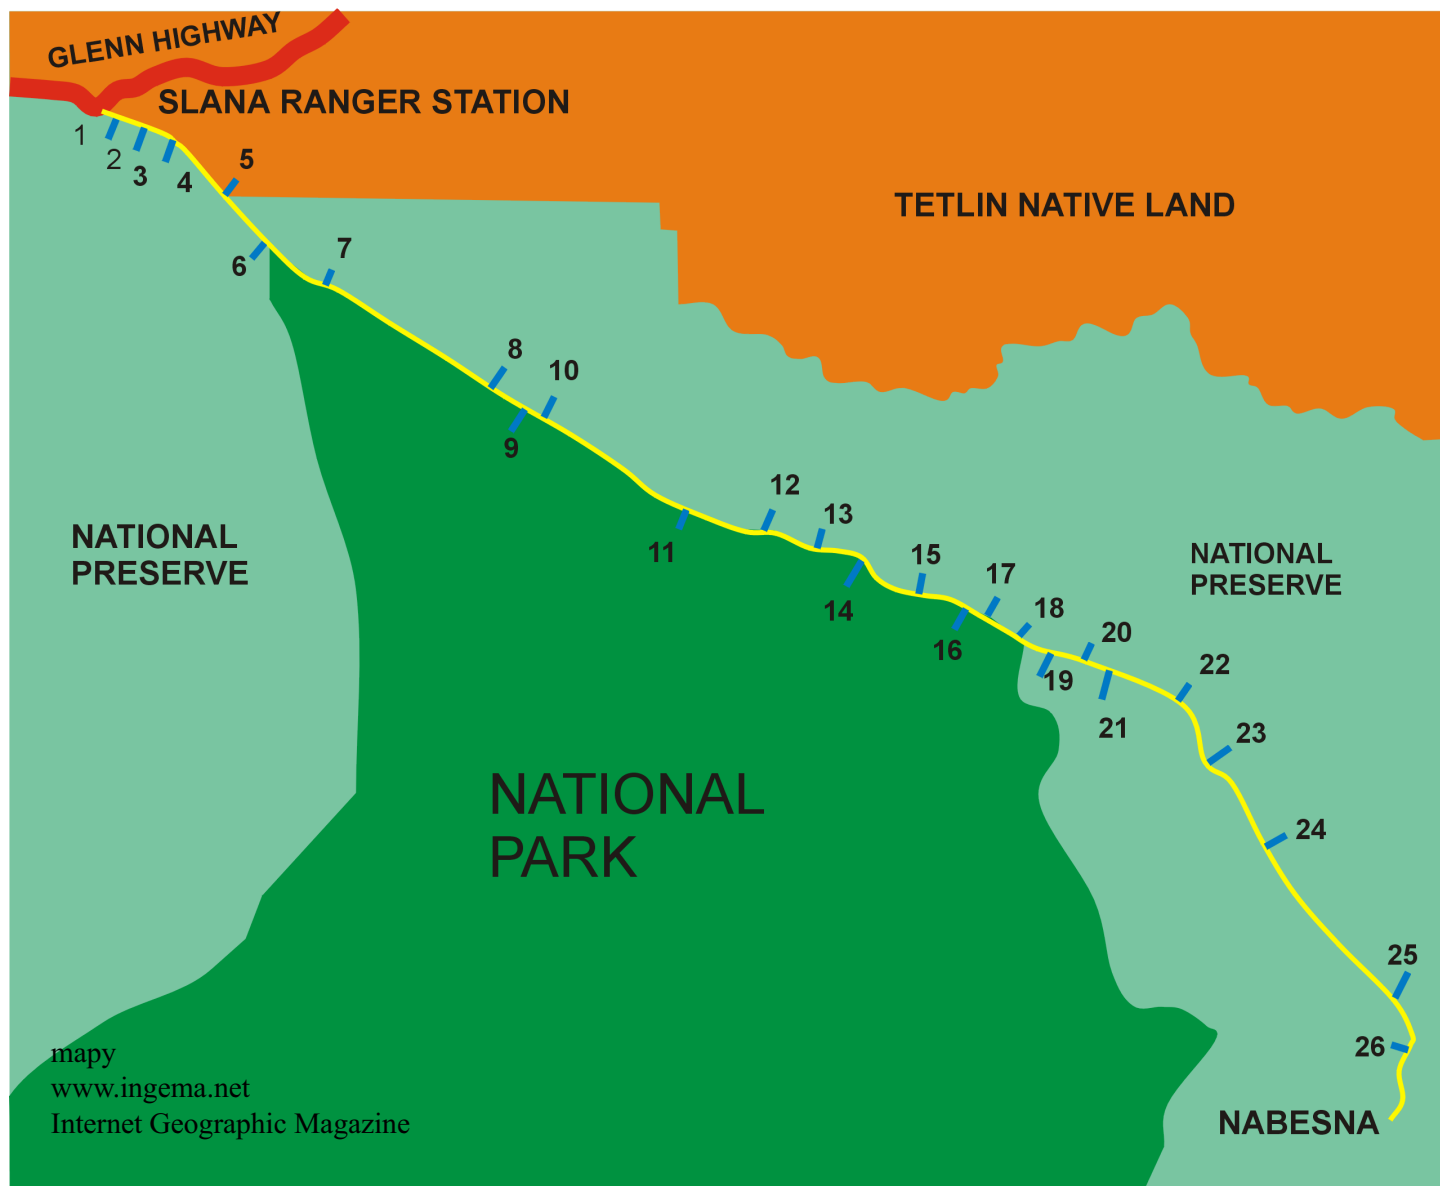 GLENN HIGHWAY
SLANA RANGER STATION
1
2
3
4
5
TETLIN NATIVE LAND
6
7
8
10
9
12
13
11
NATIONAL
PRESERVE
NATIONAL
PRESERVE
15
17
14
18
16
20
19
22
21
23
NATIONAL
PARK
24
25
26
mapy
www.ingema.net
Internet Geographic Magazine
NABESNA